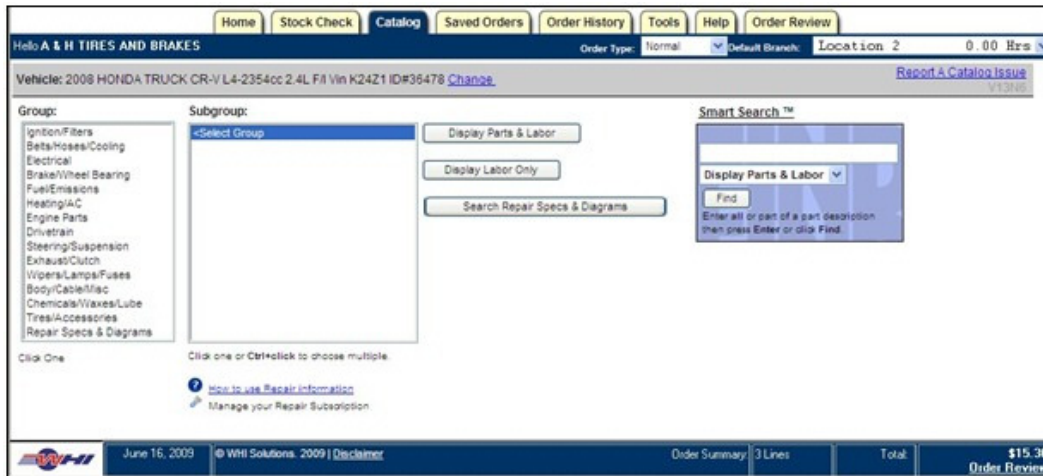 Home Stock Check Catalog Saved Orders Order History Tools Help Order Review
Hello A & H TIRES AND BRAKES Order Type: Normal Default Branch: Location 2 0.00 Hrs
Vehicle: 2008 HONDA TRUCK CR-V L4-2354cc 2.4L F/I Vin K24Z1 ID#36478 Change
Report A Catalog Issue
V13N6
Group: Subgroup: Smart Search ™
Ignition/Filters <Select Group Display Parts & Labor
Belts/Hoses/Cooling
Electrical
Brake/Wheel Bearing Display Labor Only Display Parts & Labor
Fuel/Emissions
Heating/AC Find
Engine Parts Search Repair Specs & Diagrams Enter all or part of a part description
Drivetrain then press Enter or click Find.
Steering/Suspension
Exhaust/Clutch
Wipers/Lamps/Fuses
Body/Cable/Misc
Chemicals/Waxes/Lube
Tires/Accessories
Repair Specs & Diagrams
Click One Click one or Ctrl+click to choose multiple.
How to use Repair Information
Manage your Repair Subscription
WHI June 16, 2009 © WHI Solutions. 2009 | Disclaimer Order Summary: 3 Lines Total: $15.3
Order Review